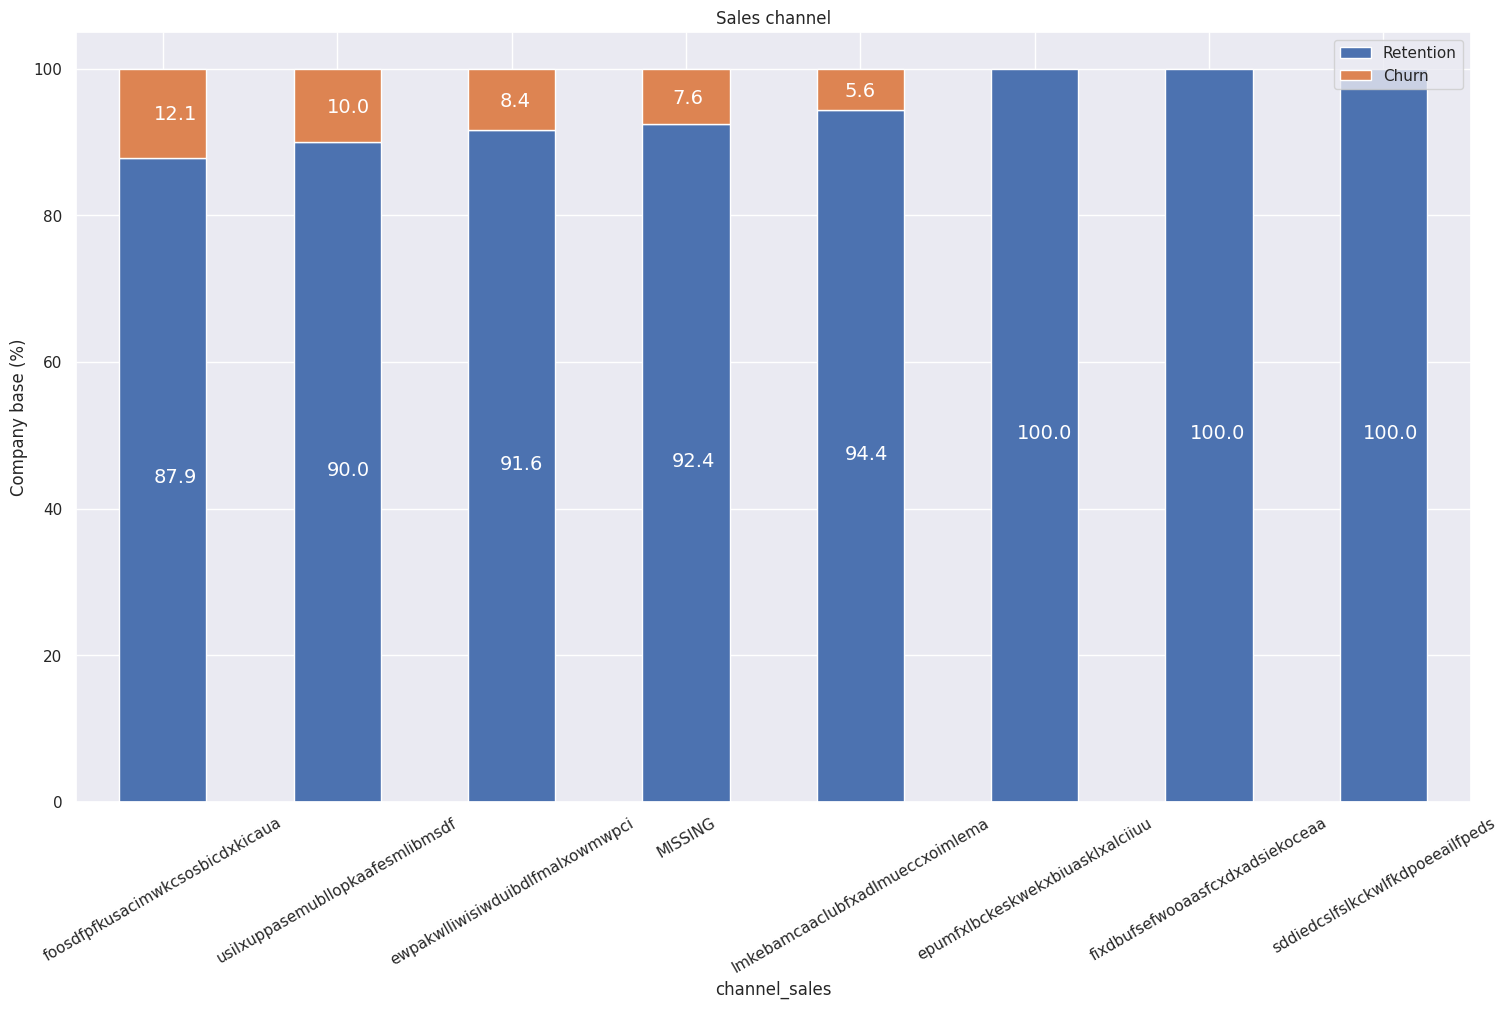 Sales channel
Retention
Churn
Company base (%)
100
80
60
40
20
0
12.1
10.0
8.4
7.6
5.6
87.9
90.0
91.6
92.4
94.4
100.0
100.0
100.0
foosdfpfkusacimwkcsosbicdxkicaua
usilxuppasemubllopkaafesmlibmsdf
ewpakwlliwisiwduibdlfmalxowmwpci
MISSING
lmkebamcaaclubfxadlmueccxoimlema
epumfxlbckeskwekxbiuasklxalciiuu
fixdbufsefwooaasfcxdxadsiekoceaa
sddiedcslfslkckwlfkdpoeeailfpeds
channel_sales